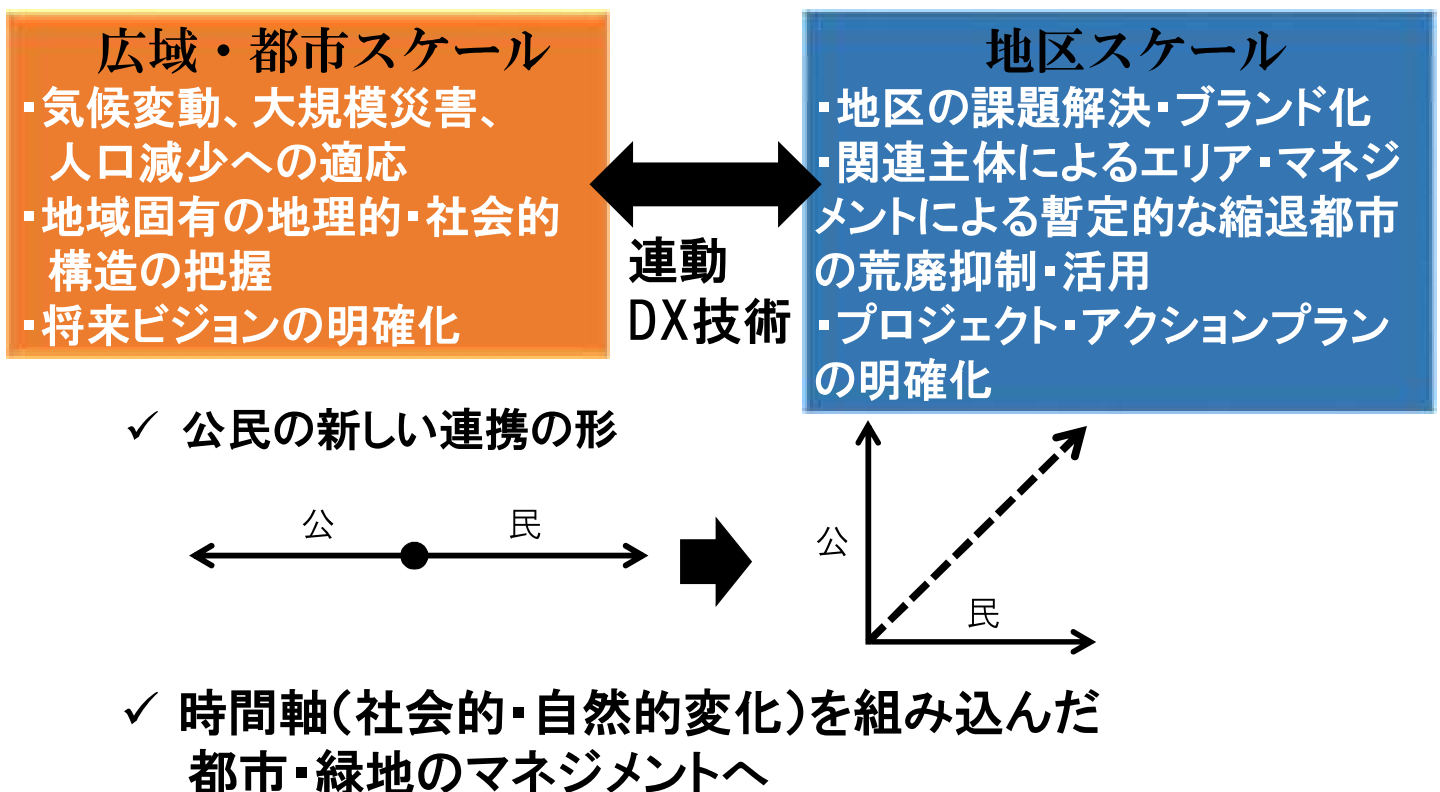 広域・都市スケール
▪気候変動、大規模災害、
人口減少への適応
▪地域固有の地理的▪社会的
構造の把握
▪将来ビジョンの明確化
連動
DX技術
地区スケール
▪地区の課題解決▪ブランド化
▪関連主体によるエリア▪マネジ
メントによる暫定的な縮退都市
の荒廃抑制▪活用
▪プロジェクト▪アクションプラン
の明確化
✓ 公民の新しい連携の形
公 民
公
民
✓ 時間軸（社会的▪自然的変化）を組み込んだ
都市▪緑地のマネジメントへ